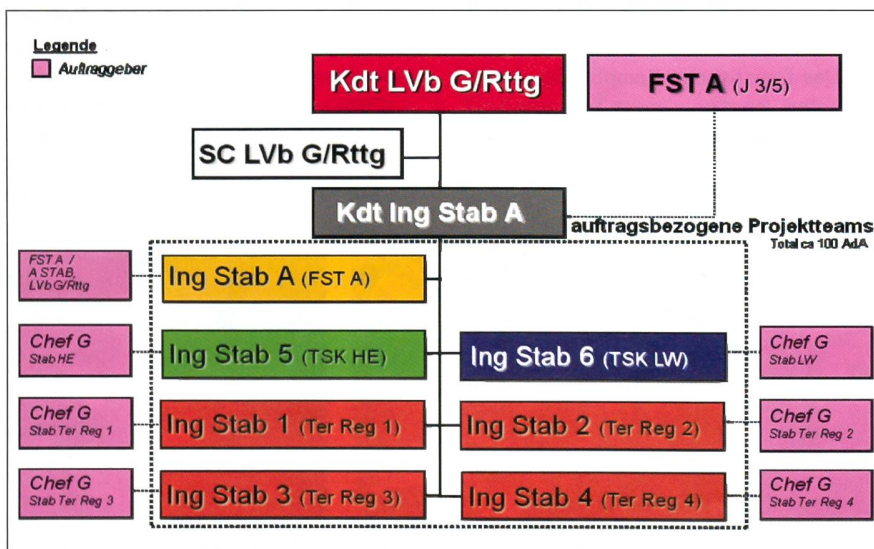 Legende
Auftraggeber
Kdt LVb G/Rttg
FST A (J 3/5)
SC LVb G/Rttg
Kdt Ing Stab A
auftragsbezogene Projektteams
Total ca 100 AdA
FST A /
A STAB,
LVb G/Rttg
Ing Stab A (FST A)
Chef G
Stab HE
Ing Stab 5 (TSK HE)
Ing Stab 6 (TSK LW)
Chef G
Stab LW
Chef G
Stab Ter Reg 1
Ing Stab 1 (Ter Reg 1)
Ing Stab 2 (Ter Reg 2)
Chef G
Stab Ter Reg 2
Chef G
Stab Ter Reg 3
Ing Stab 3 (Ter Reg 3)
Ing Stab 4 (Ter Reg 4)
Chef G
Stab Ter Reg 4